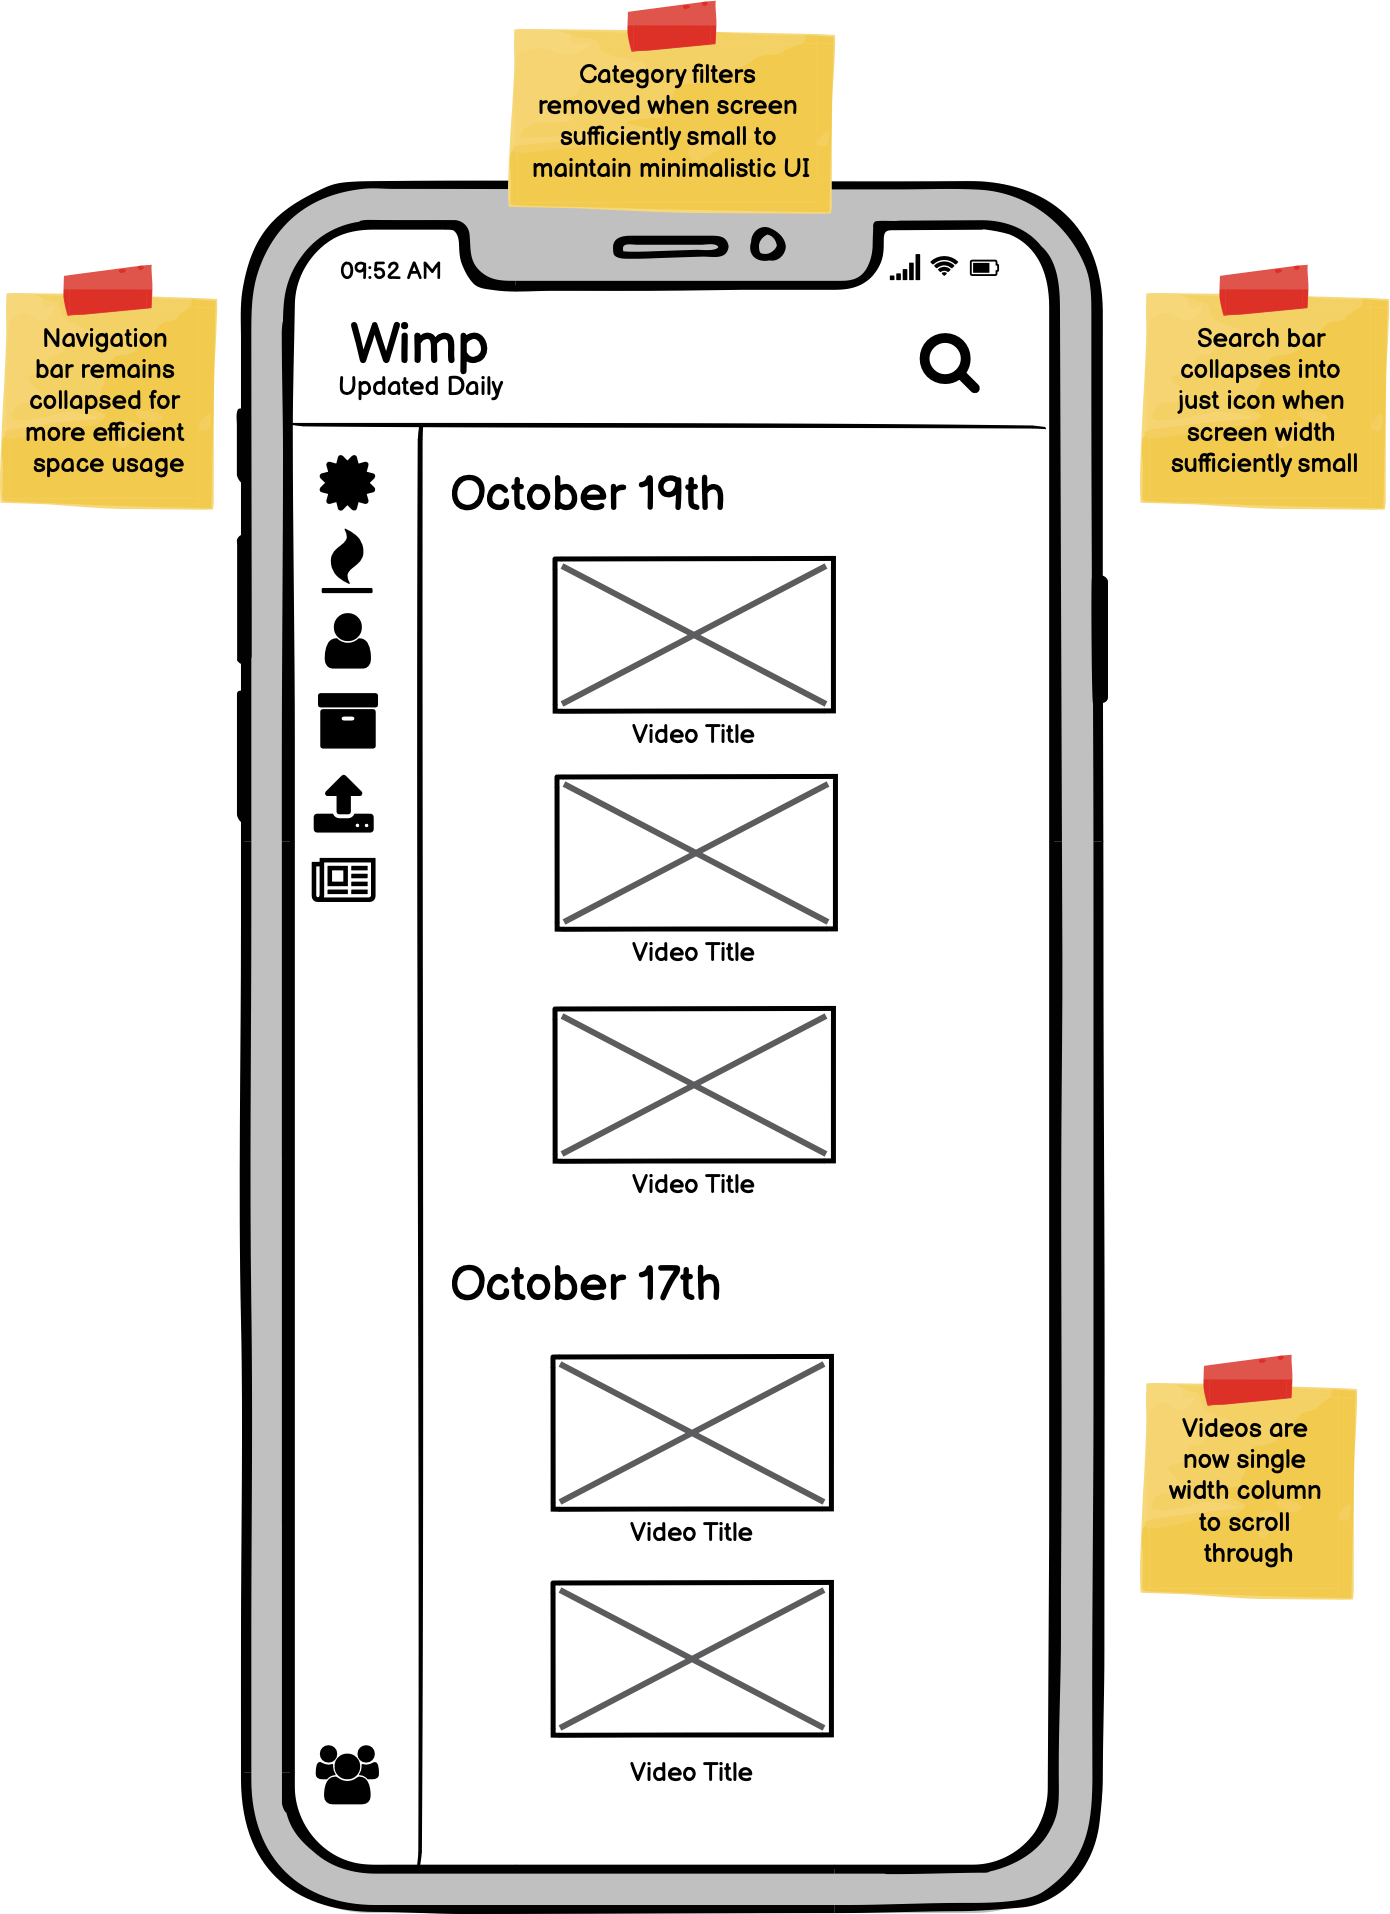 Category filters
removed when screen
sufficiently small to
maintain minimalistic UI
09:52 AM
Navigation
bar remains
collapsed for
more efficient
space usage
Wimp
Updated Daily
Search bar
collapses into
just icon when
screen width
sufficiently small
October 19th
Video Title
Video Title
Video Title
October 17th
Video Title
Videos are
now single
width column
to scroll
through
Video Title